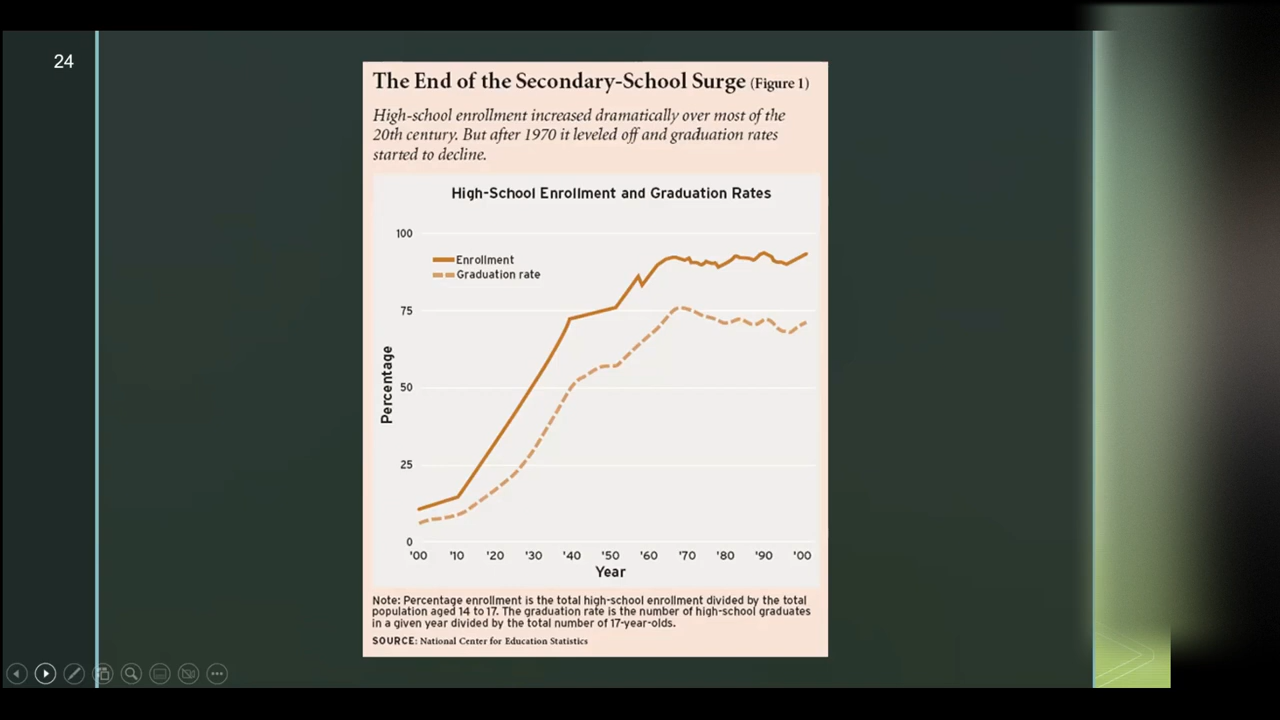 24
The End of the Secondary-School Surge (Figure 1)
High-school enrollment increased dramatically over most of the
20th century. But after 1970 it leveled off and graduation rates
started to decline.
High-School Enrollment and Graduation Rates
100
Enrollment
Graduation rate
75
Percentage
50
25
0
'00 '10 '20 '30 '40 '50 '60 '70 '80 '90 '00
Year
Note: Percentage enrollment is the total high-school enrollment divided by the total
population aged 14 to 17. The graduation rate is the number of high-school graduates
in a given year divided by the total number of 17-year-olds.
SOURCE: National Center for Education Statistics